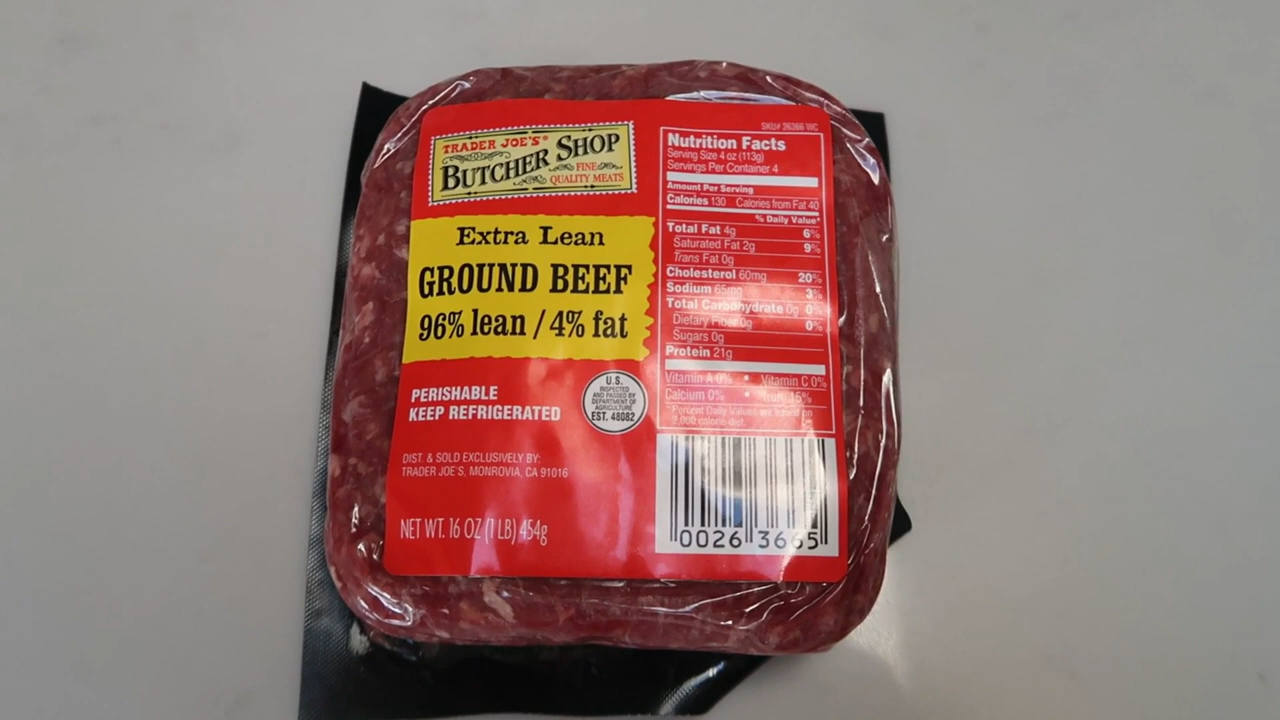 TRADER JOE'S®
BUTCHER SHOP
FINE
QUALITY MEATS
Extra Lean
GROUND BEEF
96% lean / 4% fat
PERISHABLE
KEEP REFRIGERATED
U.S.
INSPECTED
AND PASSED BY
DEPARTMENT OF
AGRICULTURE
EST. 48082
DIST. & SOLD EXCLUSIVELY BY:
TRADER JOE'S, MONROVIA, CA 91016
NET WT. 16 OZ (1 LB) 454g
SKU# 26366 WC
Nutrition Facts
Serving Size 4 oz (113g)
Servings Per Container 4
Amount Per Serving
Calories 130 Calories from Fat 40
% Daily Value*
Total Fat 4g 6%
Saturated Fat 2g 9%
Trans Fat 0g
Cholesterol 60mg 20%
Sodium 65mg 3%
Total Carbohydrate 0g 0%
Dietary Fiber 0g 0%
Sugars 0g
Protein 21g
Vitamin A 0% • Vitamin C 0%
Calcium 0% • Iron 15%
*Percent Daily Values are based on
2,000 calorie diet.
0026 3665